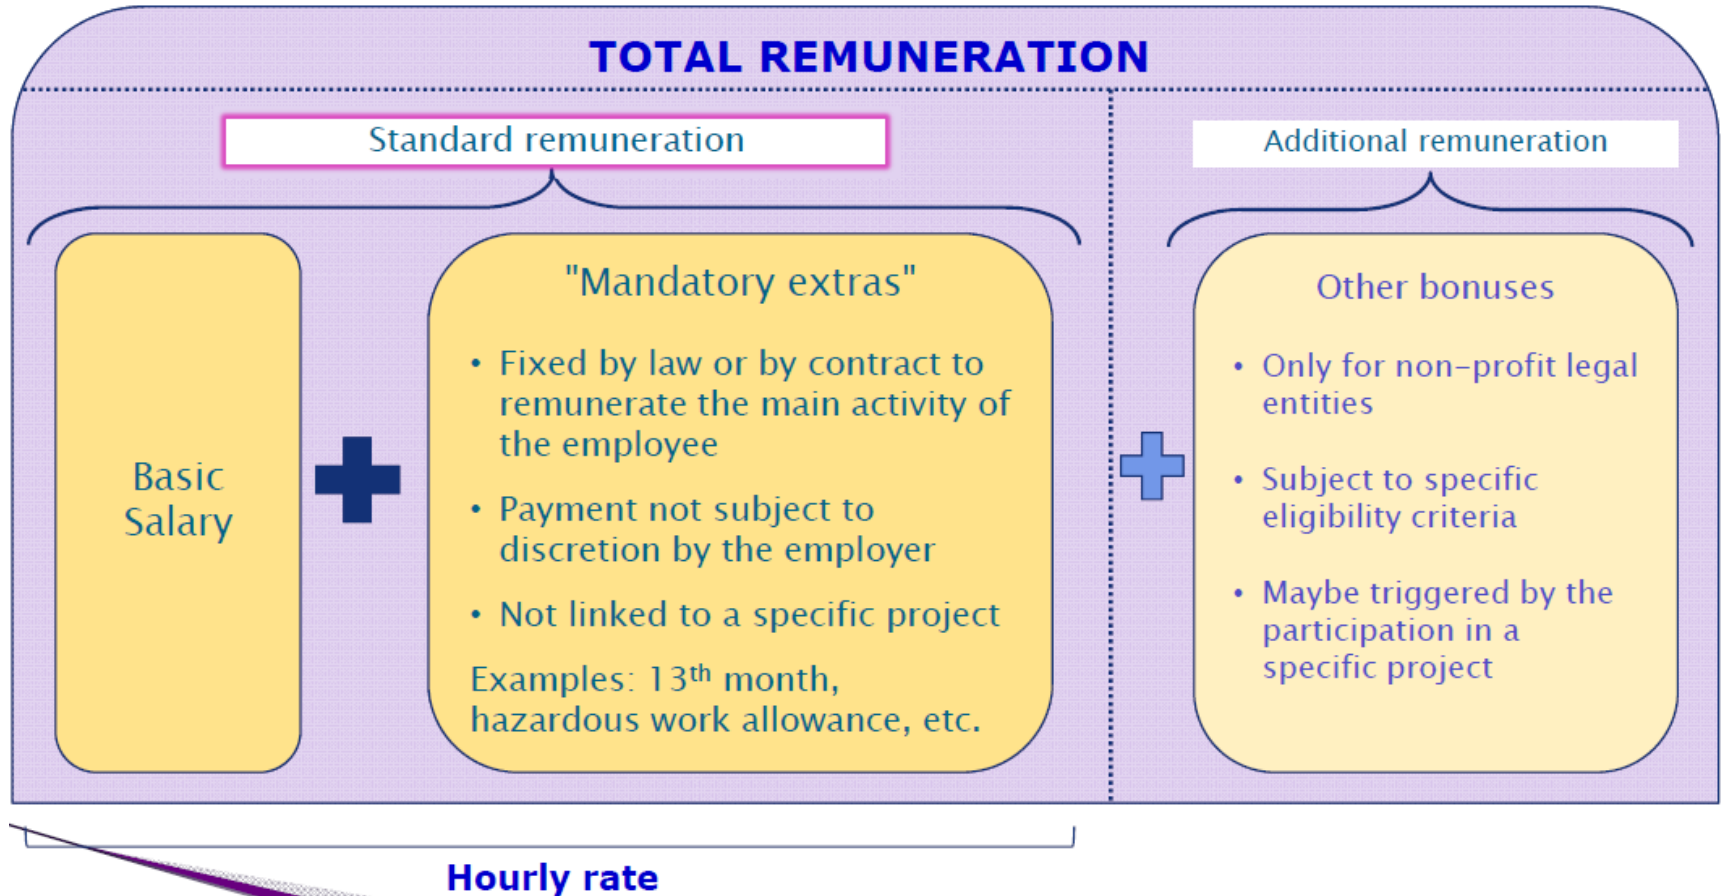 TOTAL REMUNERATION
Standard remuneration
Additional remuneration
Basic
Salary
"Mandatory extras"
• Fixed by law or by contract to
remunerate the main activity of
the employee
• Payment not subject to
discretion by the employer
• Not linked to a specific project
Examples: 13th month,
hazardous work allowance, etc.
Other bonuses
• Only for non-profit legal
entities
• Subject to specific
eligibility criteria
• Maybe triggered by the
participation in a
specific project
Hourly rate